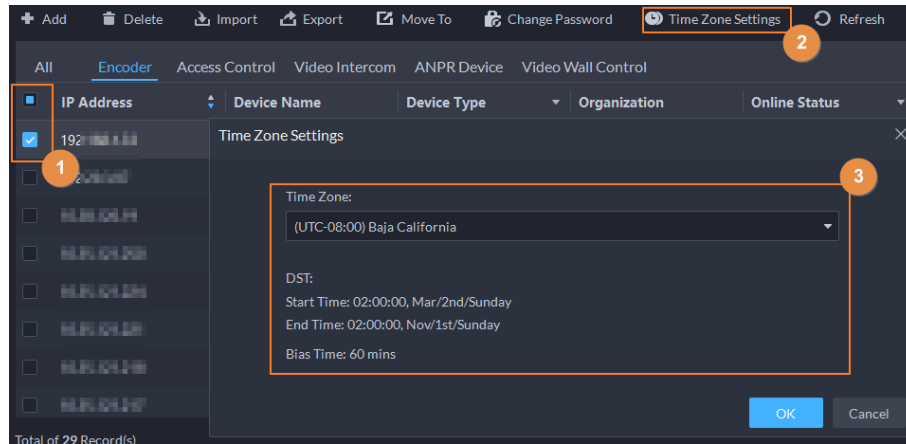 Add Delete Import Export Move To Change Password Time Zone Settings Refresh
2
All Encoder Access Control Video Intercom ANPR Device Video Wall Control
IP Address Device Name Device Type Organization Online Status
192
Time Zone Settings
1
3
Time Zone:
(UTC-08:00) Baja California
DST:
Start Time: 02:00:00, Mar/2nd/Sunday
End Time: 02:00:00, Nov/1st/Sunday
Bias Time: 60 mins
OK Cancel
Total of 29 Record(s)